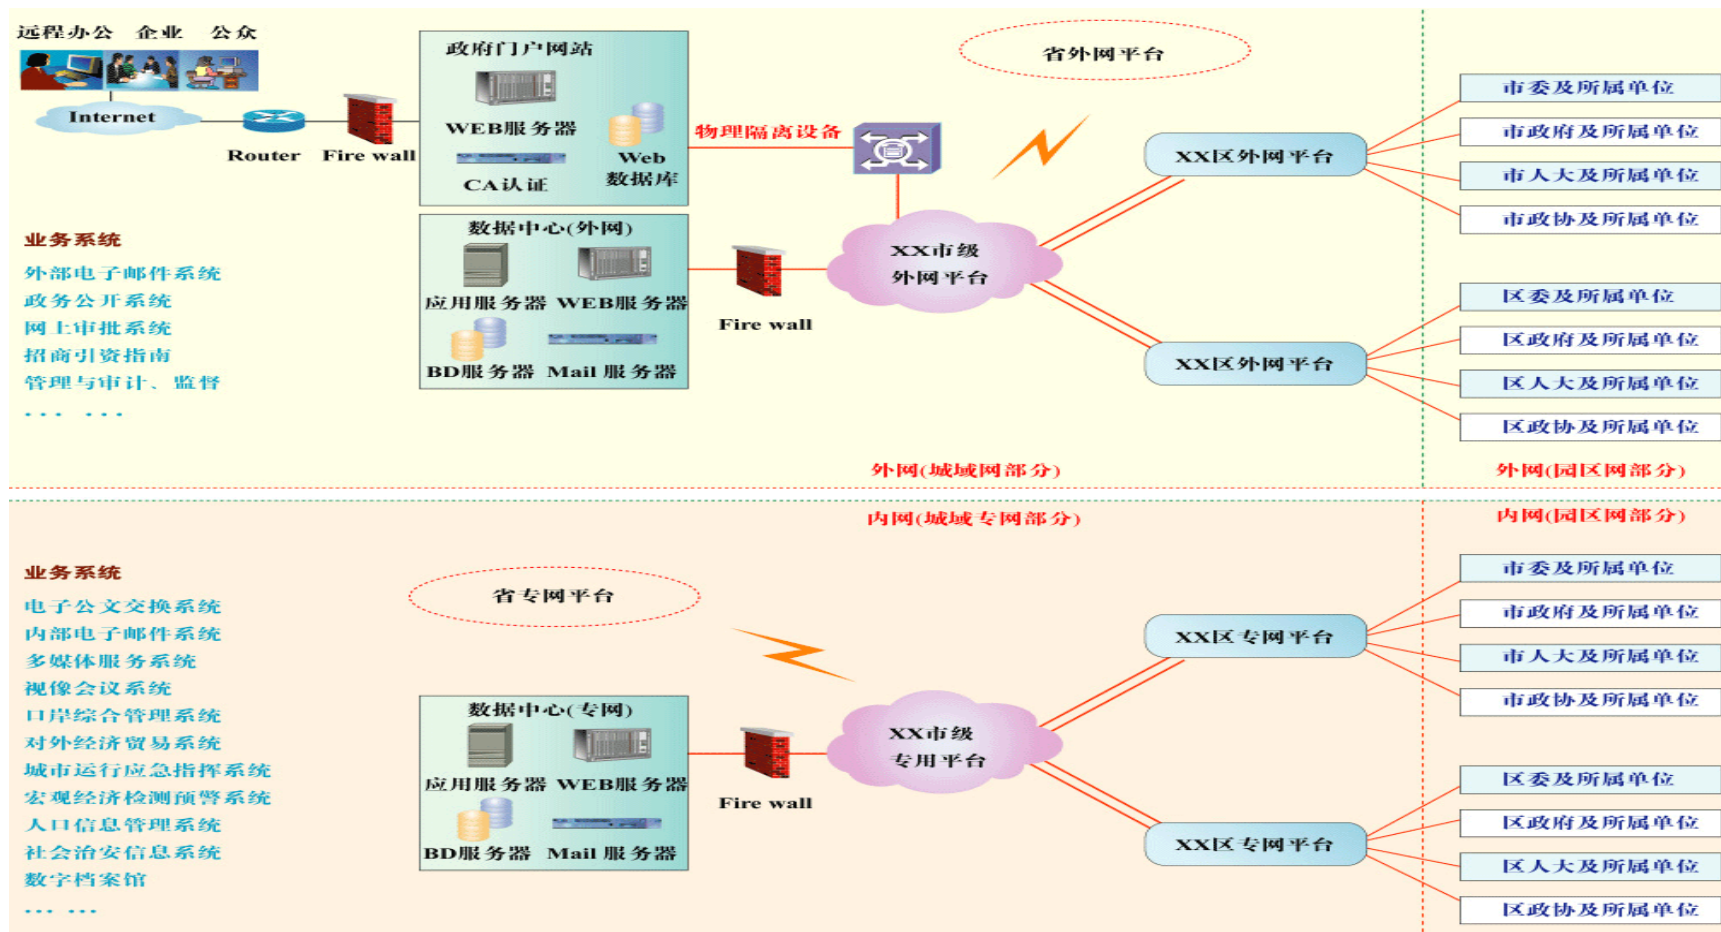 远程办公 企业 公众
Internet
Router
Fire wall
政府门户网站
WEB服务器
CA认证
Web
数据库
物理隔离设备
省外网平台
数据中心(外网)
应用服务器 WEB服务器
BD服务器 Mail 服务器
Fire wall
XX市级
外网平台
XX区外网平台
XX区外网平台
市委及所属单位
市政府及所属单位
市人大及所属单位
市政协及所属单位
区委及所属单位
区政府及所属单位
区人大及所属单位
区政协及所属单位
业务系统
外部电子邮件系统
政务公开系统
网上审批系统
招商引资指南
管理与审计、监督
... ...
外网(城域网部分)
外网(园区网部分)
内网(城域专网部分)
内网(园区网部分)
业务系统
电子公文交换系统
内部电子邮件系统
多媒体服务系统
视像会议系统
口岸综合管理系统
对外经济贸易系统
城市运行应急指挥系统
宏观经济检测预警系统
人口信息管理系统
社会治安信息系统
数字档案馆
... ...
省专网平台
数据中心(专网)
应用服务器 WEB服务器
BD服务器 Mail 服务器
Fire wall
XX市级
专用平台
XX区专网平台
XX区专网平台
市委及所属单位
市政府及所属单位
市人大及所属单位
市政协及所属单位
区委及所属单位
区政府及所属单位
区人大及所属单位
区政协及所属单位